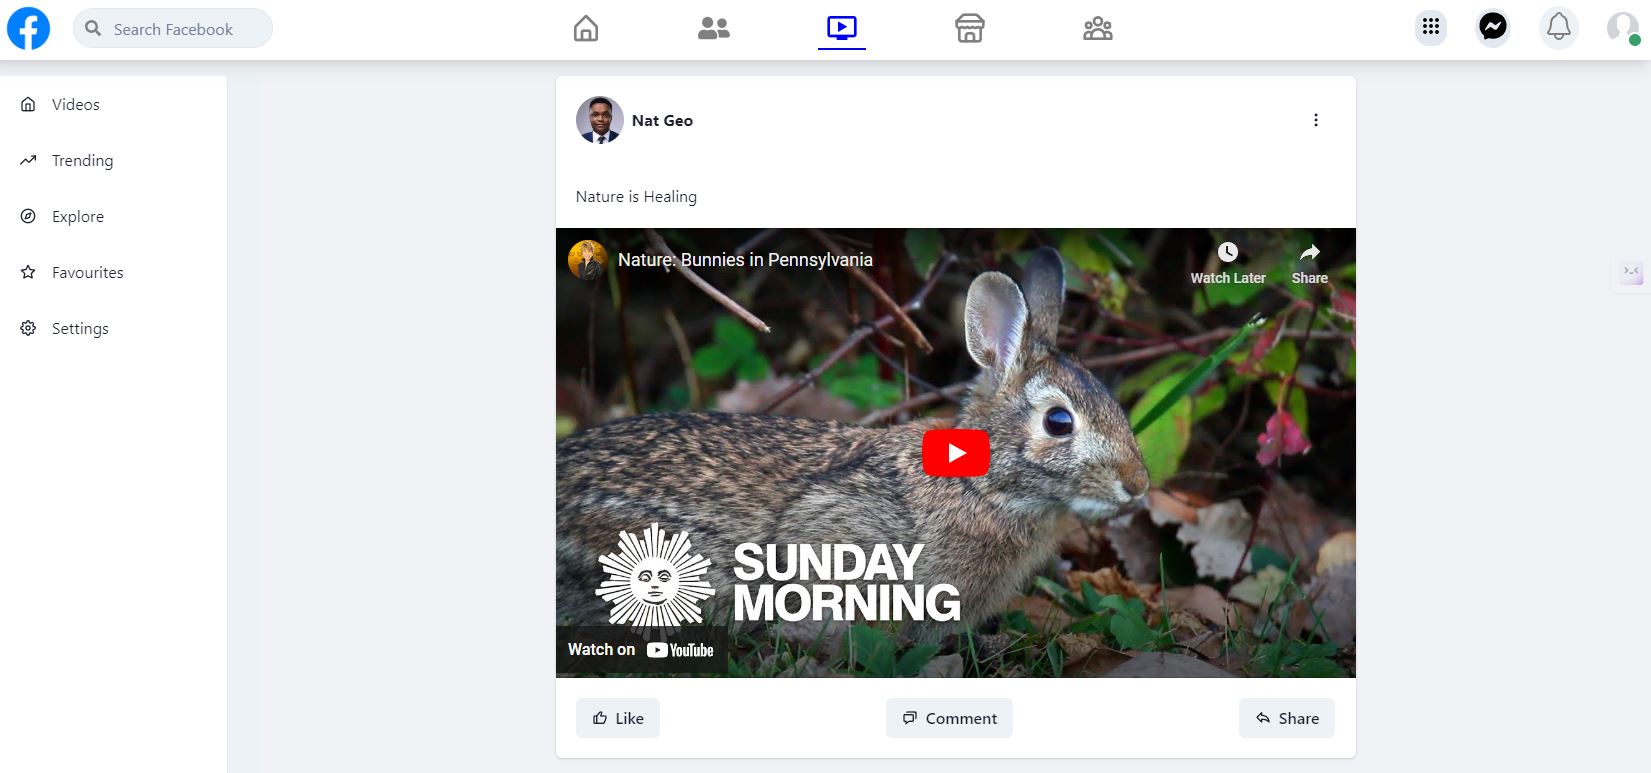 Search Facebook
Videos
Trending
Explore
Favourites
Settings
Nat Geo
Nature is Healing
Nature: Bunnies in Pennsylvania
Watch Later
Share
SUNDAY
MORNING
Watch on YouTube
Like
Comment
Share